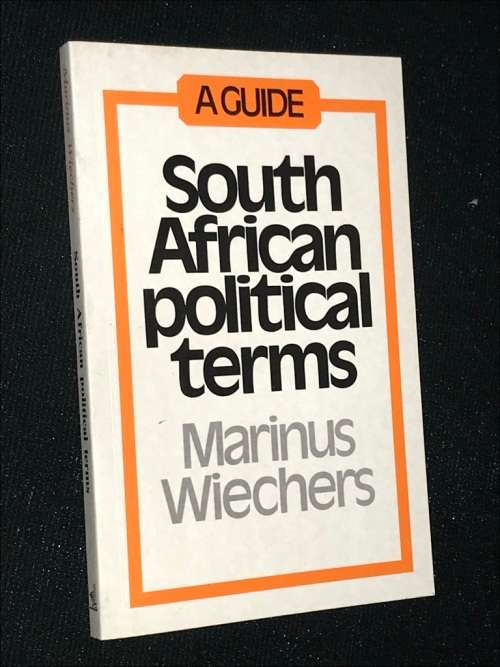 A GUIDE
South
African
political
terms
Marinus
Wiechers
Marinus Wiechers
South African political terms